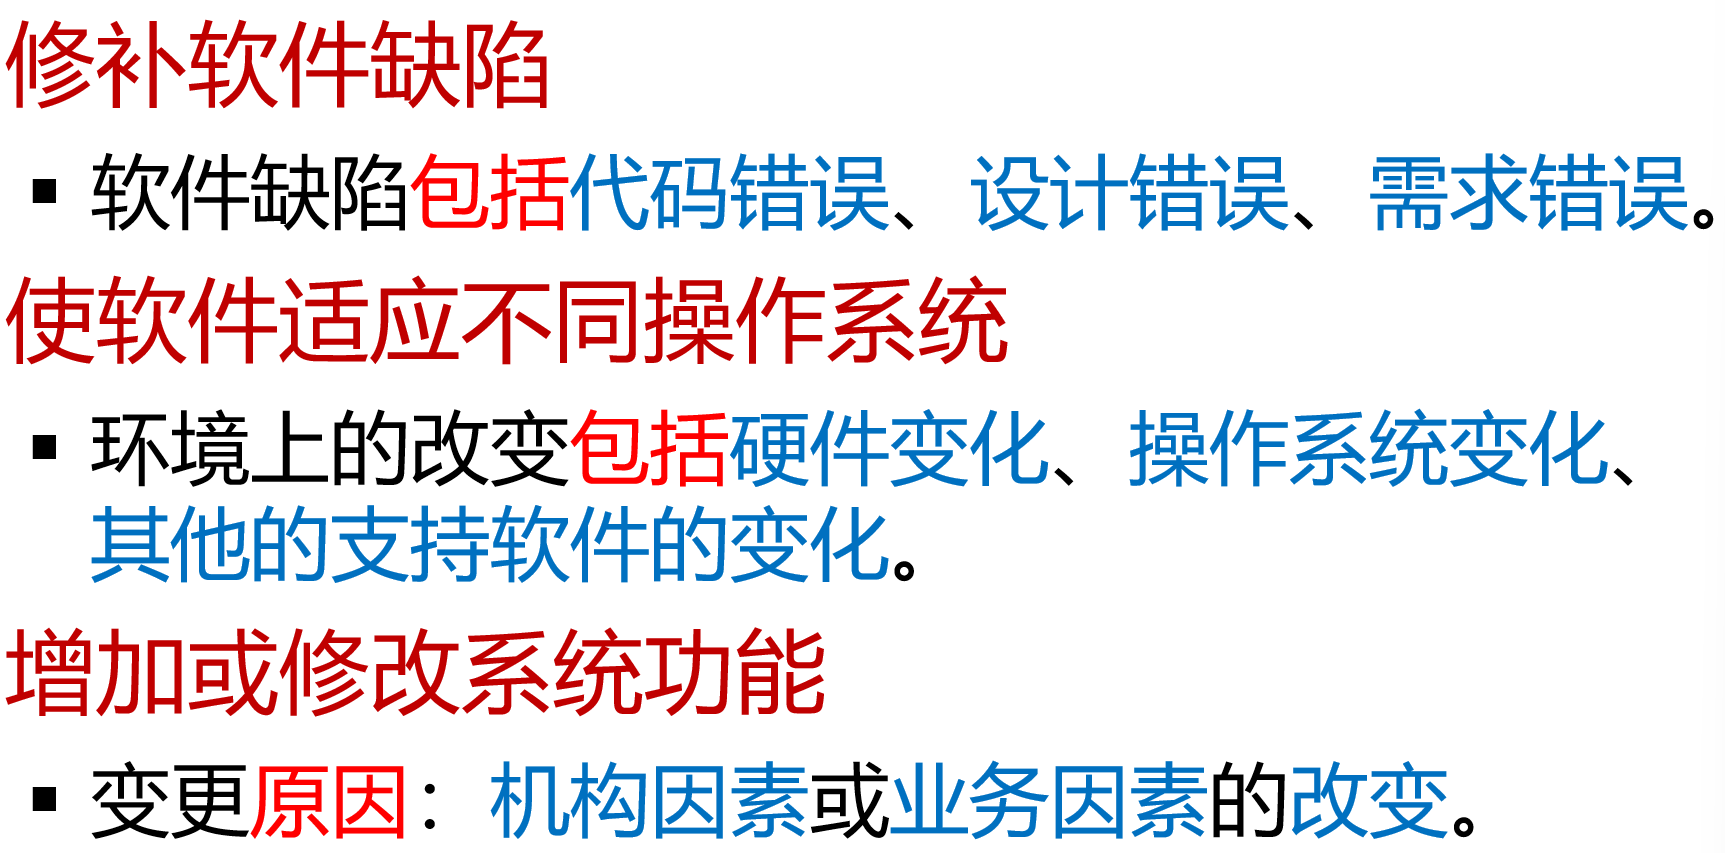 修补软件缺陷
▪ 软件缺陷包括代码错误、设计错误、需求错误。
使软件适应不同操作系统
▪ 环境上的改变包括硬件变化、操作系统变化、
其他的支持软件的变化。
增加或修改系统功能
▪ 变更原因：机构因素或业务因素的改变。